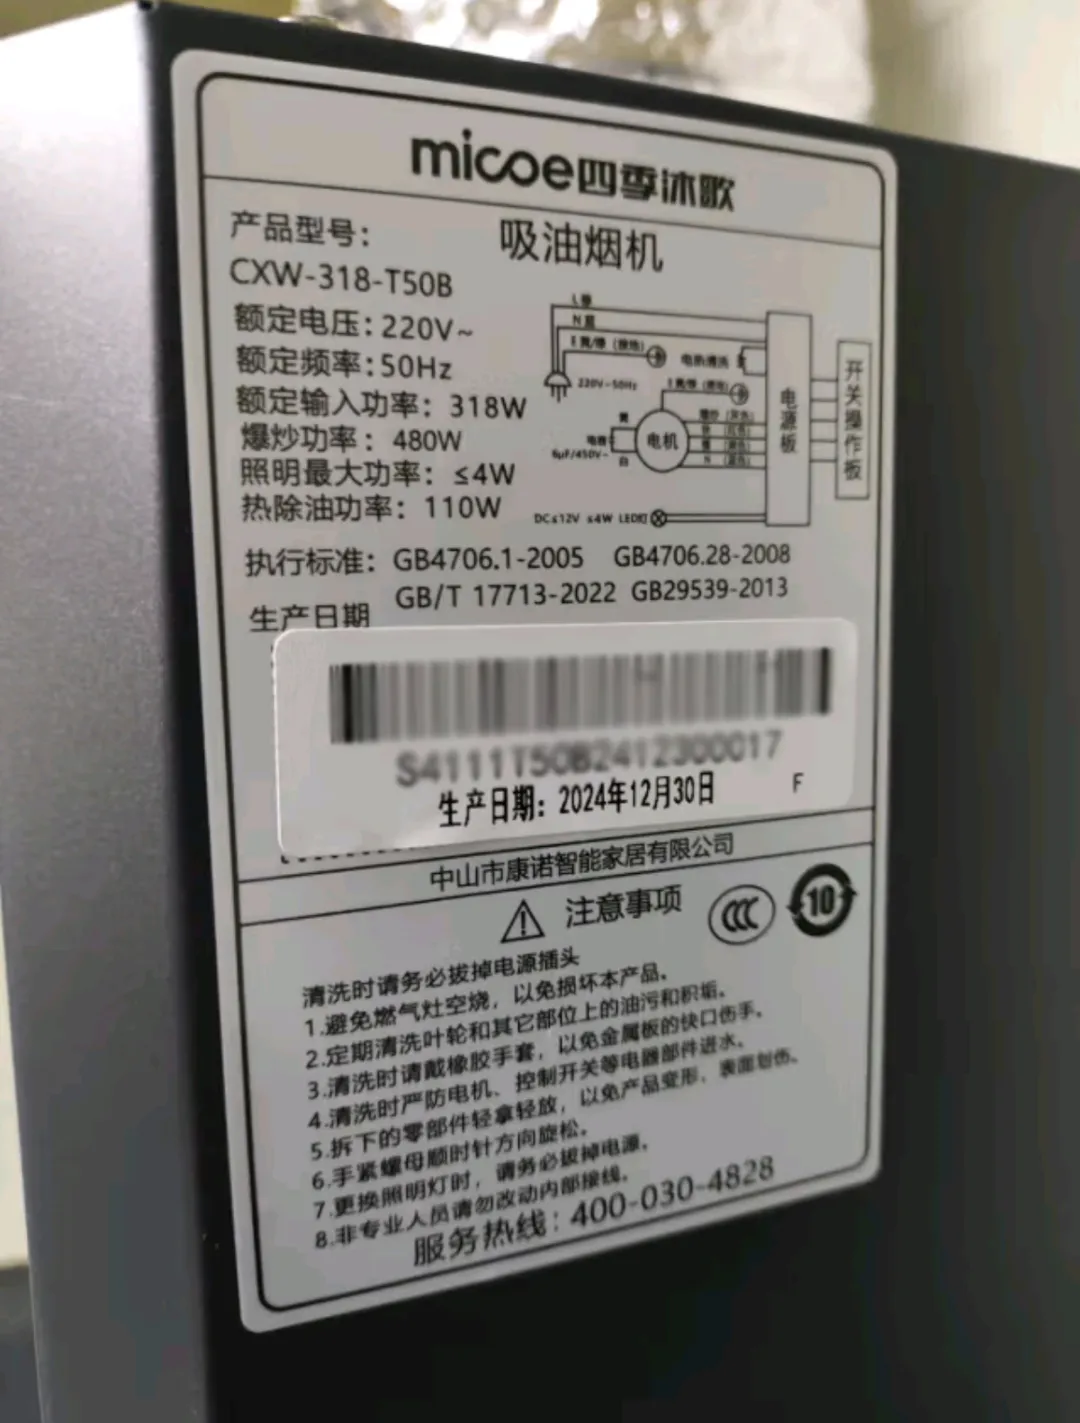 micoe四季沐歌
吸油烟机
产品型号：
CXW-318-T50B
额定电压：220V~
额定频率：50Hz
额定输入功率：318W
爆炒功率：480W
照明最大功率：≤4W
热除油功率：110W
220V~50Hz
6μF/450V~
电机
电源板
开关操作板
DC≤12V ≤4W LED灯
执行标准：GB4706.1-2005 GB4706.28-2008
GB/T 17713-2022 GB29539-2013
生产日期
S4111T50B2412300017
生产日期：2024年12月30日 F
中山市康诺智能家居有限公司
注意事项
CCC
10
清洗时请务必拔掉电源插头
1.避免燃气灶空烧，以免损坏本产品。
2.定期清洗叶轮和其它部位上的油污和积垢。
3.清洗时请戴橡胶手套，以免金属板的快口伤手。
4.清洗时严防电机、控制开关等电器部件进水。
5.拆下的零部件轻拿轻放，以免产品变形、表面划伤。
6.手紧螺母顺时针方向旋松。
7.更换照明灯时，请务必拔掉电源。
8.非专业人员请勿改动内部接线。
服务热线：400-030-4828